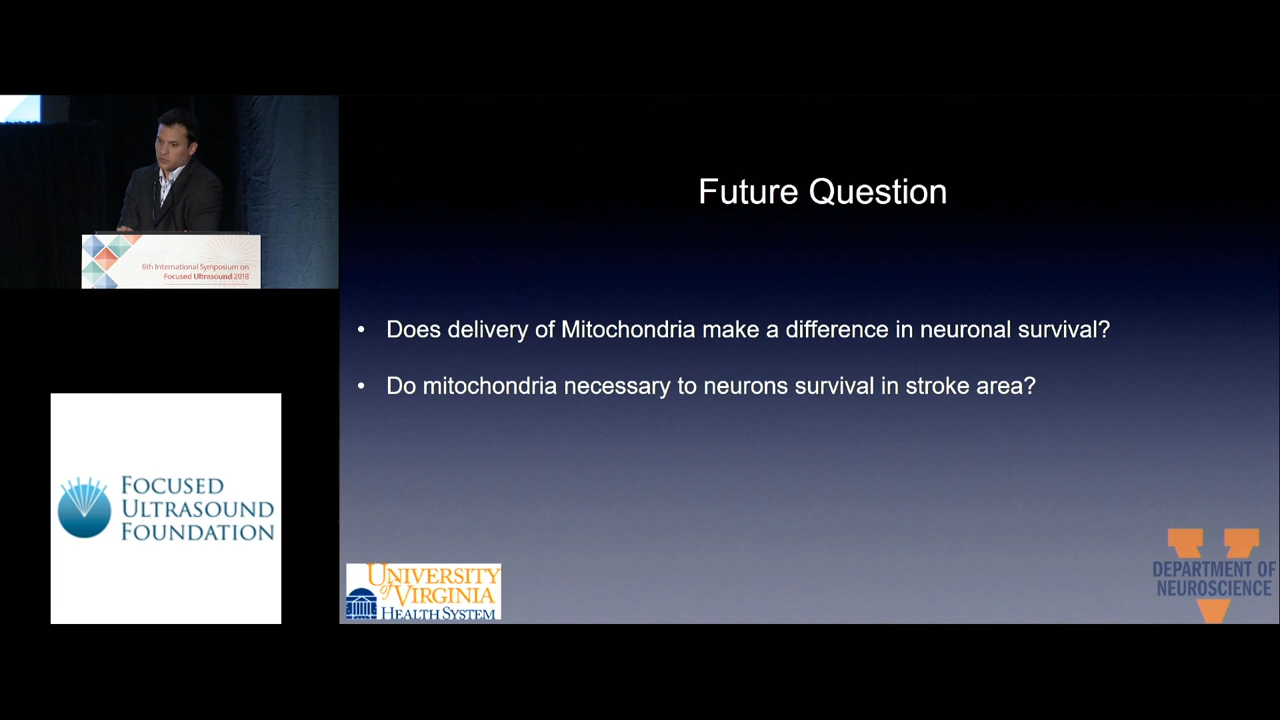 6th International Symposium on
Focused Ultrasound 2018
FOCUSED
ULTRASOUND
FOUNDATION
Future Question
• Does delivery of Mitochondria make a difference in neuronal survival?
• Do mitochondria necessary to neurons survival in stroke area?
UNIVERSITY
of VIRGINIA
HEALTH SYSTEM
DEPARTMENT OF
NEUROSCIENCE